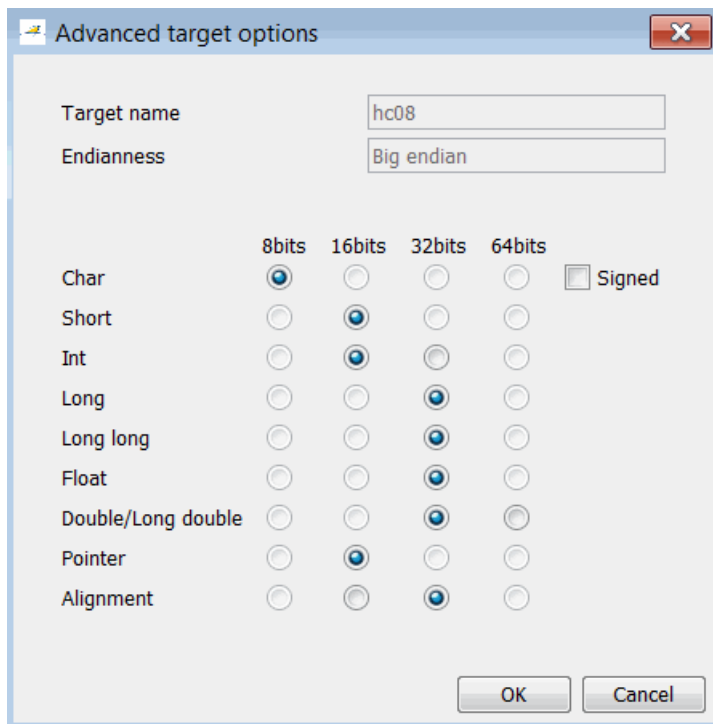 Advanced target options
Target name hc08
Endianness Big endian
8bits 16bits 32bits 64bits
Char Signed
Short
Int
Long
Long long
Float
Double/Long double
Pointer
Alignment
OK Cancel